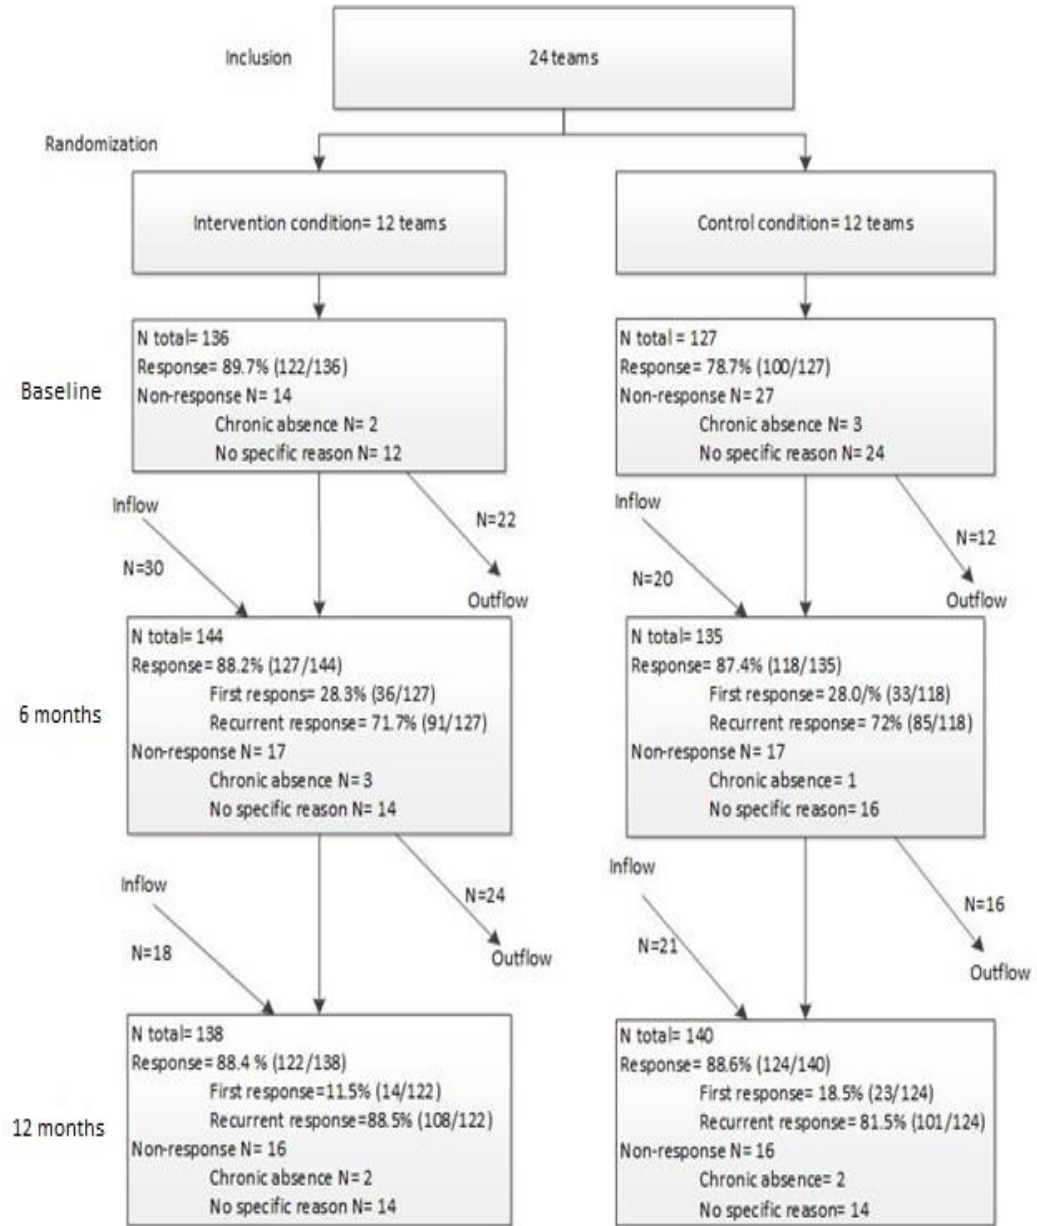 Inclusion
24 teams
Randomization
Intervention condition= 12 teams
Control condition= 12 teams
Baseline
N total= 136
Response= 89.7% (122/136)
Non-response N= 14
Chronic absence N= 2
No specific reason N= 12
N total= 127
Response= 78.7% (100/127)
Non-response N= 27
Chronic absence N= 3
No specific reason N= 24
Inflow
N=30
N=22
Outflow
Inflow
N=20
N=12
Outflow
6 months
N total= 144
Response= 88.2% (127/144)
First respons= 28.3% (36/127)
Recurrent response= 71.7% (91/127)
Non-response N= 17
Chronic absence N= 3
No specific reason N= 14
N total= 135
Response= 87.4% (118/135)
First response= 28.0/% (33/118)
Recurrent response= 72% (85/118)
Non-response N= 17
Chronic absence= 1
No specific reason= 16
Inflow
N=18
N=24
Outflow
Inflow
N=21
N=16
Outflow
12 months
N total= 138
Response= 88.4 % (122/138)
First response=11.5% (14/122)
Recurrent response=88.5% (108/122)
Non-response N= 16
Chronic absence N= 2
No specific reason N= 14
N total= 140
Response= 88.6% (124/140)
First response= 18.5% (23/124)
Recurrent response= 81.5% (101/124)
Non-response N= 16
Chronic absence= 2
No specific reason= 14